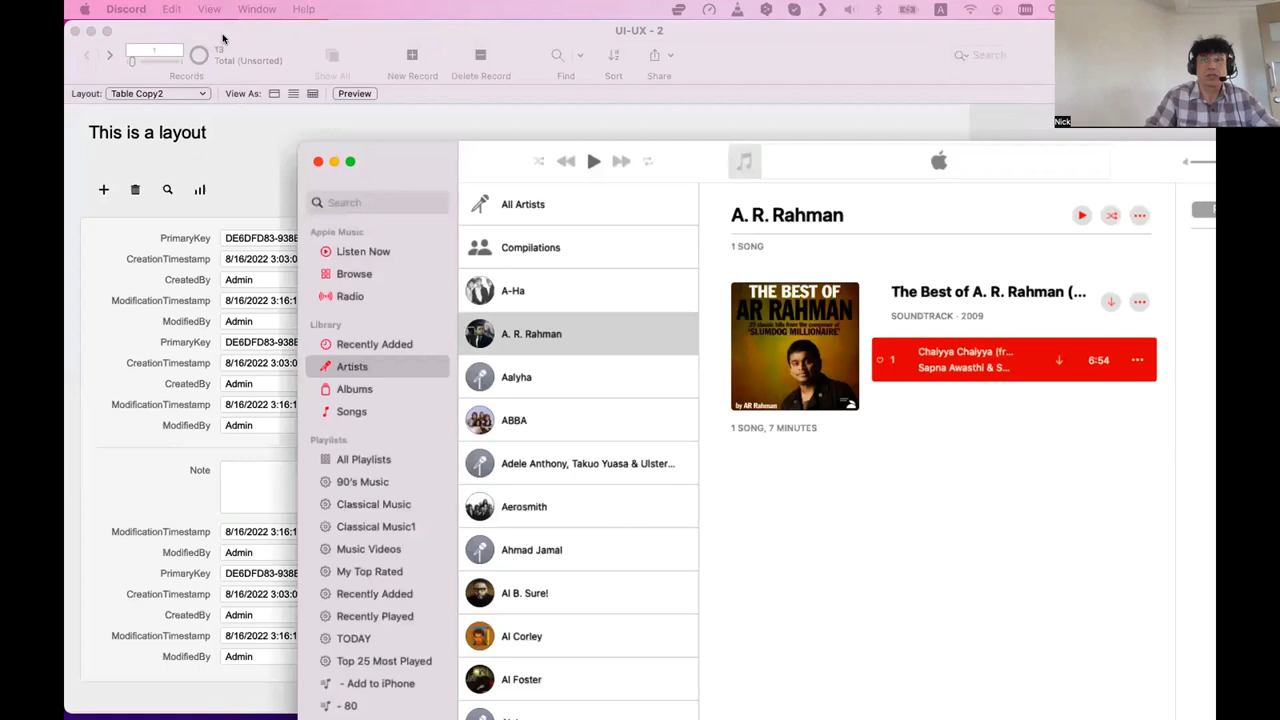 Discord Edit View Window Help
A
UI-UX - 2
1
13
Total (Unsorted)
Records
Show All
New Record
Delete Record
Find
Sort
Share
Search
Layout: Table Copy2
View As:
Preview
Nick
This is a layout
PrimaryKey DE6DFD83-938E
CreationTimestamp 8/16/2022 3:03:0
CreatedBy Admin
ModificationTimestamp 8/16/2022 3:16:1
ModifiedBy Admin
PrimaryKey DE6DFD83-938E
CreationTimestamp 8/16/2022 3:03:0
CreatedBy Admin
ModificationTimestamp 8/16/2022 3:16:1
ModifiedBy Admin
Note
ModificationTimestamp 8/16/2022 3:16:1
ModifiedBy Admin
PrimaryKey DE6DFD83-938E
CreationTimestamp 8/16/2022 3:03:0
CreatedBy Admin
ModificationTimestamp 8/16/2022 3:16:1
ModifiedBy Admin
Search
Apple Music
Listen Now
Browse
Radio
Library
Recently Added
Artists
Albums
Songs
Playlists
All Playlists
90's Music
Classical Music
Classical Music1
Music Videos
My Top Rated
Recently Added
Recently Played
TODAY
Top 25 Most Played
- Add to iPhone
- 80
All Artists
Compilations
A-Ha
A. R. Rahman
Aalyha
ABBA
Adele Anthony, Takuo Yuasa & Ulster...
Aerosmith
Ahmad Jamal
Al B. Sure!
Al Corley
Al Foster
A. R. Rahman
1 SONG
THE BEST OF
AR RAHMAN
25 classic hits from the composer of
'SLUMDOG MILLIONAIRE'
by AR Rahman
The Best of A. R. Rahman (...
SOUNDTRACK · 2009
1 Chaiyya Chaiyya (fr... 6:54
Sapna Awasthi & S...
1 SONG, 7 MINUTES